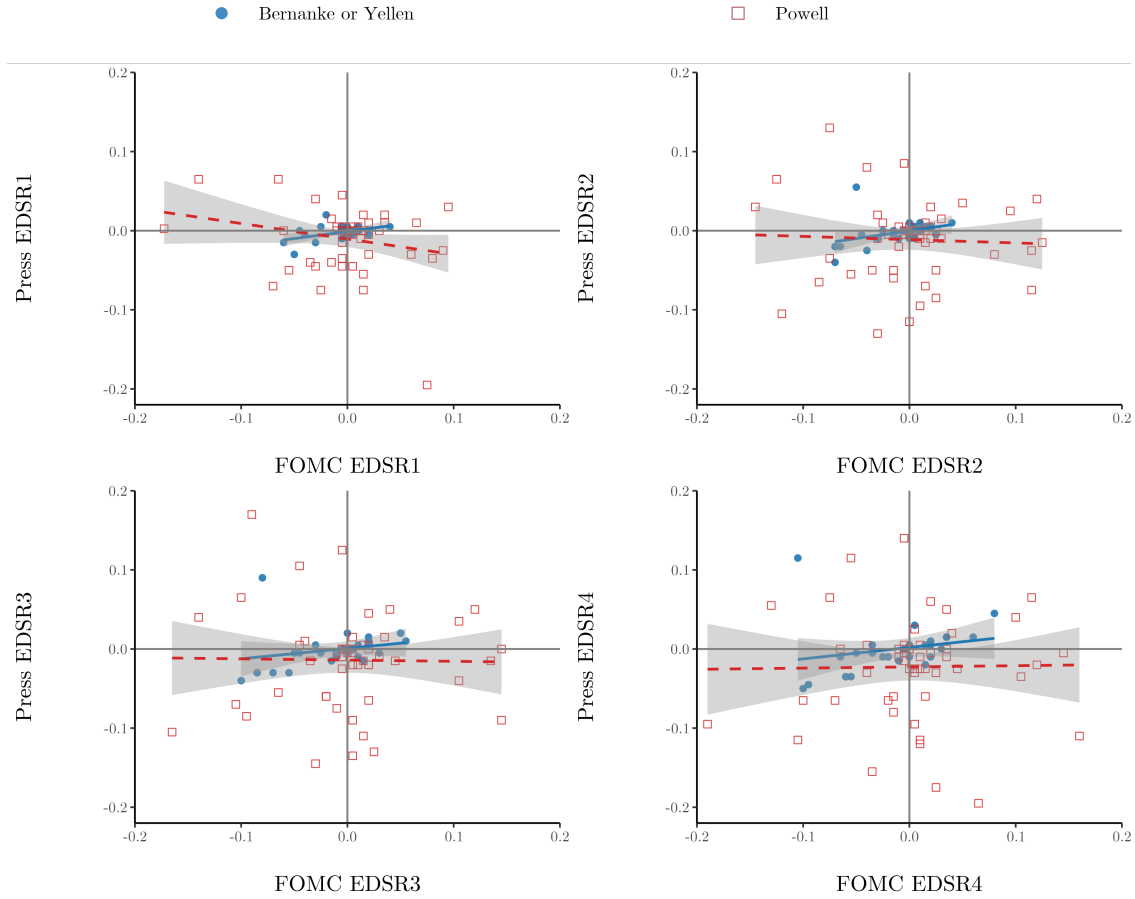 Bernanke or Yellen Powell
0.2 0.2
0.1 0.1
Press EDSR1 0.0 Press EDSR2 0.0
-0.1 -0.1
-0.2 -0.2
-0.2 -0.1 0.0 0.1 0.2 -0.2 -0.1 0.0 0.1 0.2
FOMC EDSR1 FOMC EDSR2
0.2 0.2
0.1 0.1
Press EDSR3 0.0 Press EDSR4 0.0
-0.1 -0.1
-0.2 -0.2
-0.2 -0.1 0.0 0.1 0.2 -0.2 -0.1 0.0 0.1 0.2
FOMC EDSR3 FOMC EDSR4